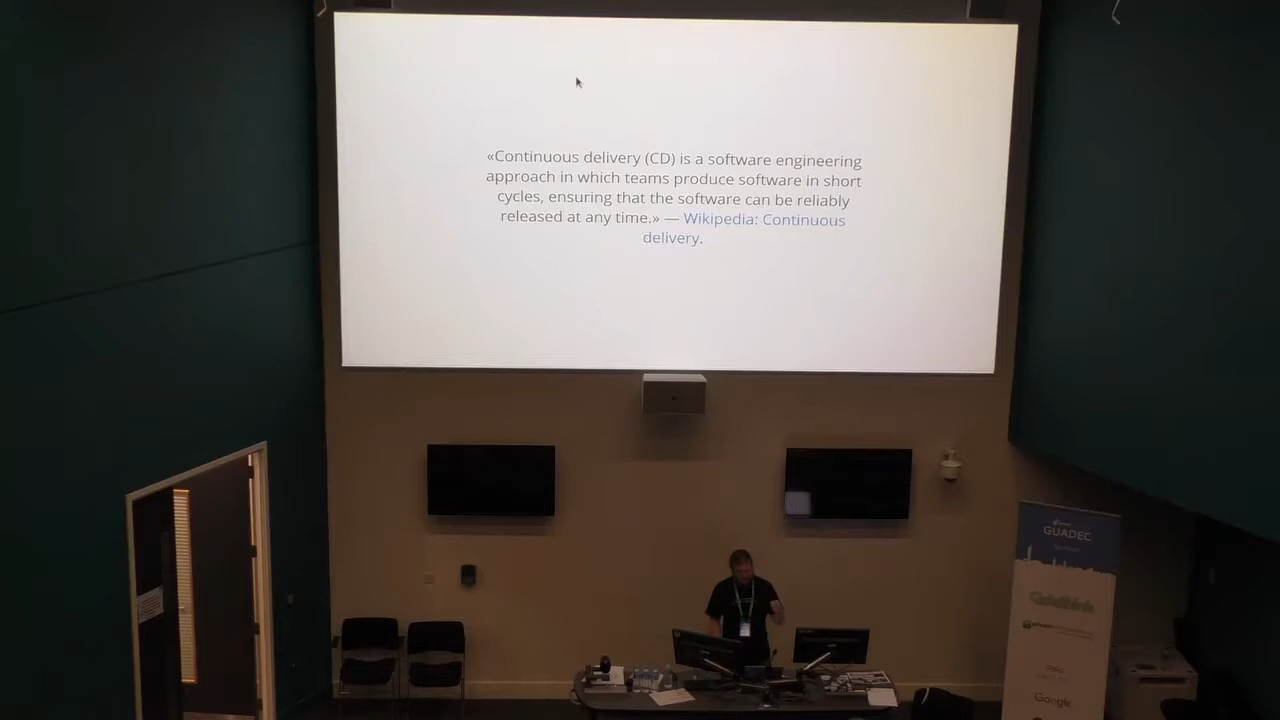 «Continuous delivery (CD) is a software engineering
approach in which teams produce software in short
cycles, ensuring that the software can be reliably
released at any time.» — Wikipedia: Continuous
delivery.
GUADEC
Codethink
Google